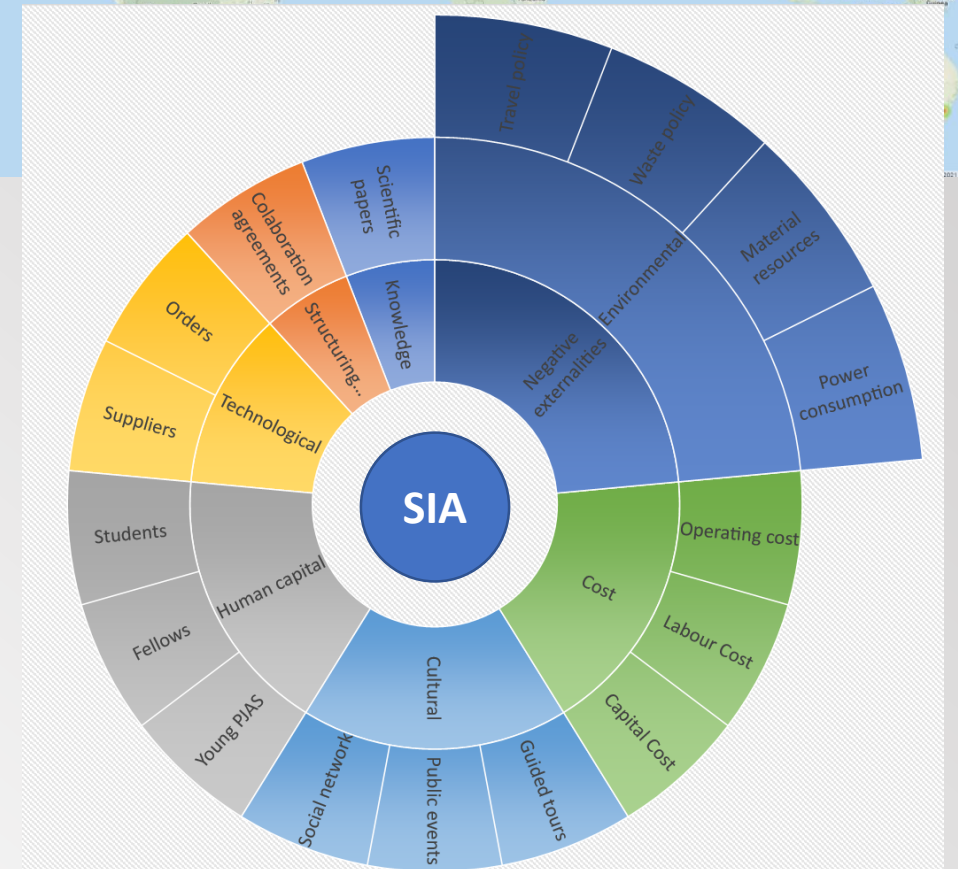 SIA
Negative
externalities
Environmental
Travel policy
Waste policy
Material
resources
Power
consumption
Cost
Operating cost
Labour Cost
Capital Cost
Cultural
Guided tours
Public events
Social network
Human capital
Young PJAS
Fellows
Students
Technological
Suppliers
Orders
Structuring...
Colaboration
agreements
Knowledge
Scientific
papers
2021